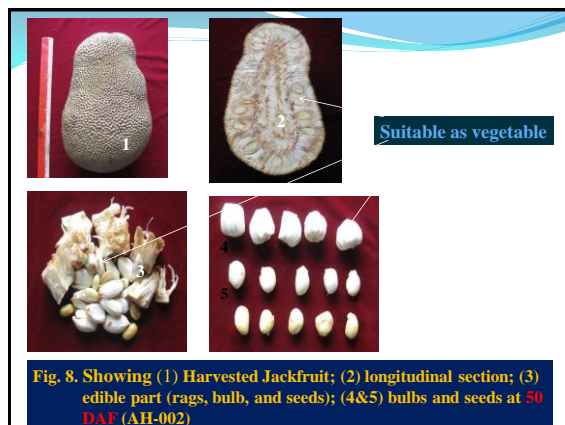 1
2
Suitable as vegetable
3
4
5
Fig. 8. Showing (1) Harvested Jackfruit; (2) longitudinal section; (3)
edible part (rags, bulb, and seeds); (4&5) bulbs and seeds at 50
DAF (AH-002)